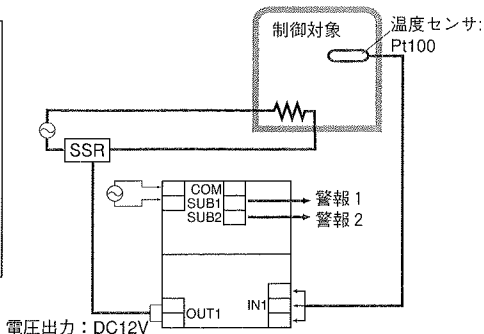 制御対象
温度センサ
Pt100
SSR
COM
SUB1
SUB2
警報1
警報2
OUT1
IN1
電圧出力：DC12V